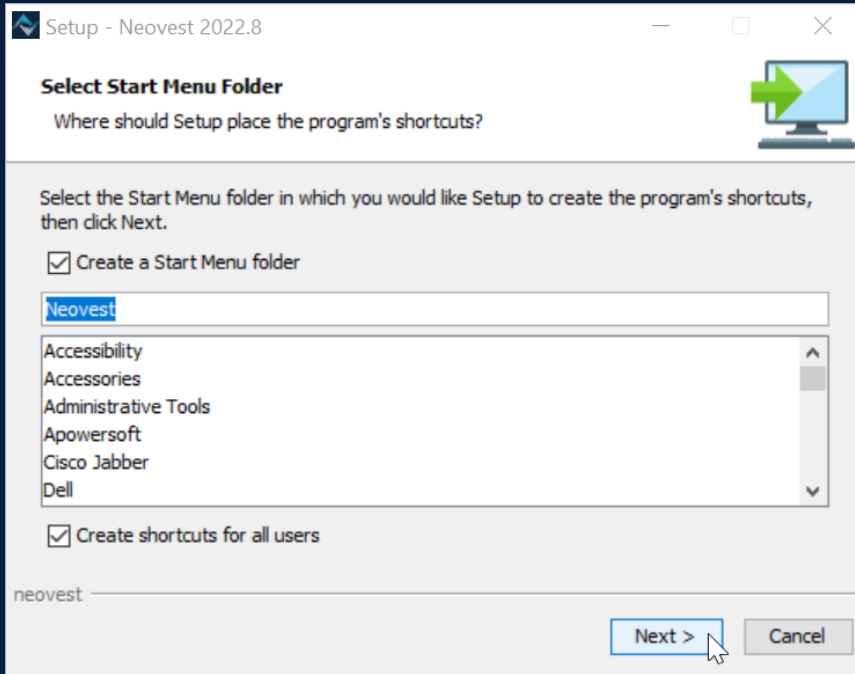 Setup - Neovest 2022.8
Select Start Menu Folder
Where should Setup place the program's shortcuts?
Select the Start Menu folder in which you would like Setup to create the program's shortcuts,
then click Next.
Create a Start Menu folder
Neovest
Accessibility
Accessories
Administrative Tools
Apowersoft
Cisco Jabber
Dell
Create shortcuts for all users
neovest
Next > Cancel